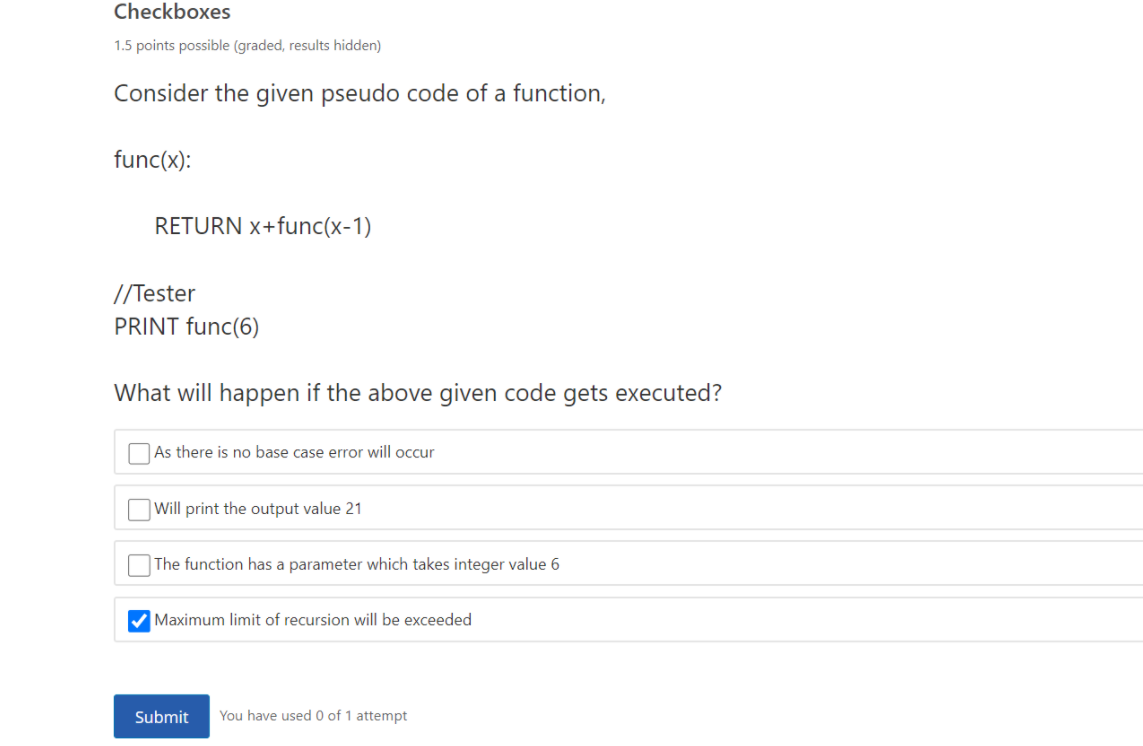 Checkboxes
1.5 points possible (graded, results hidden)
Consider the given pseudo code of a function,
func(x):
RETURN x+func(x-1)
//Tester
PRINT func(6)
What will happen if the above given code gets executed?
As there is no base case error will occur
Will print the output value 21
The function has a parameter which takes integer value 6
Maximum limit of recursion will be exceeded
Submit You have used 0 of 1 attempt